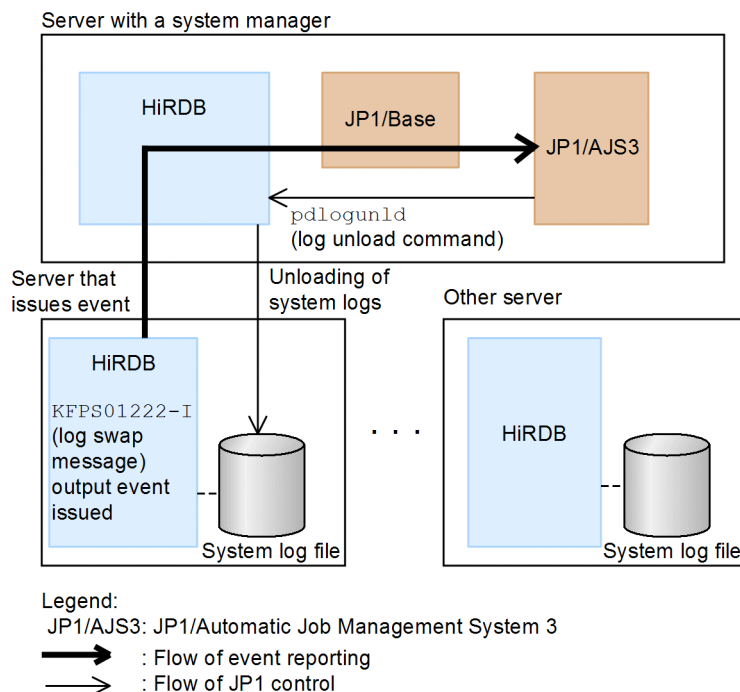 Server with a system manager
HiRDB
JP1/Base
JP1/AJS3
pdlogunld
(log unload command)
Server that
issues event
Unloading of
system logs
Other server
HiRDB
KFPS01222-I
(log swap
message)
output event
issued
System log file
. . .
HiRDB
System log file
Legend:
JP1/AJS3: JP1/Automatic Job Management System 3
: Flow of event reporting
: Flow of JP1 control